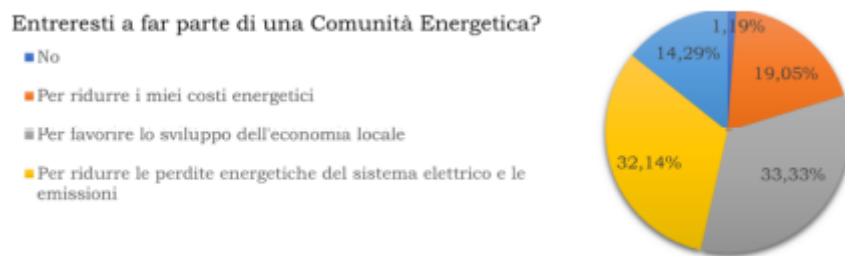 Entreresti a far parte di una Comunità Energetica?
No
Per ridurre i miei costi energetici
Per favorire lo sviluppo dell'economia locale
Per ridurre le perdite energetiche del sistema elettrico e le
emissioni
1,19%
14,29%
19,05%
32,14%
33,33%